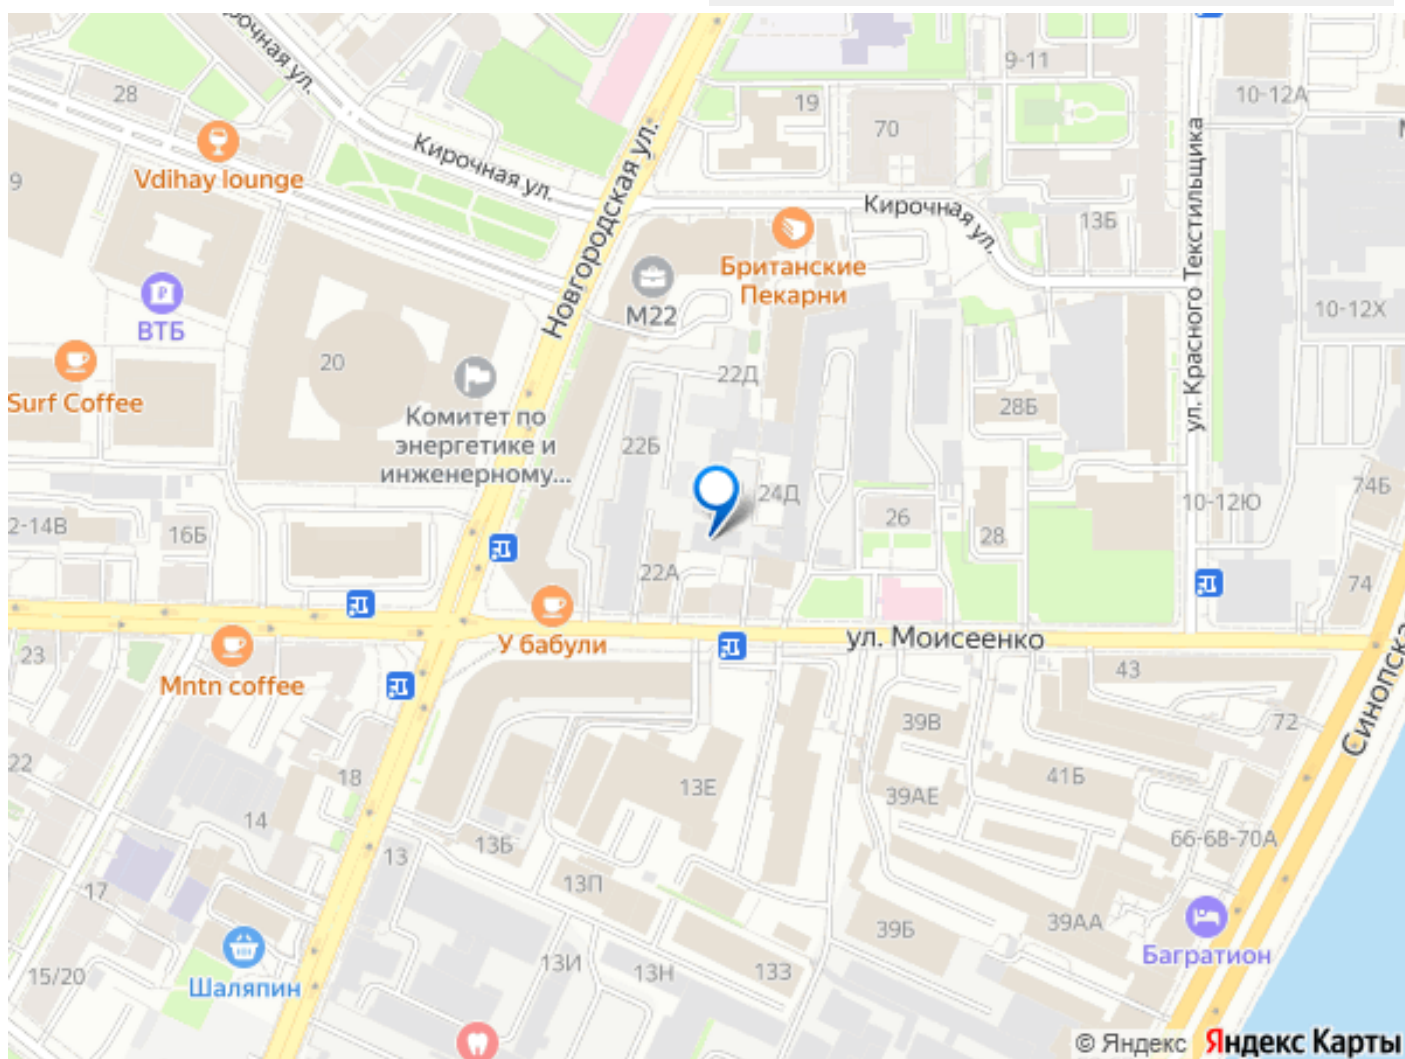 Кирочная ул.
28
9-11
10-12А
19
70
Новгородская ул.
Кирочная ул.
Vdihay lounge
9
ул. Красного Текстильщика
Кирочная ул.
13Б
Британские
Пекарни
М22
ВТБ
10-12Х
20
22Д
Surf Coffee
28Б
Комитет по
энергетике и
инженерному...
22Б
24Д
74Б
10-12Ю
2-14В
16Б
26
28
22А
74
У бабули
ул. Моисеенко
23
Mntn coffee
43
39В
72
Синопска
22
18
13Е
41Б
39АЕ
14
13Б
66-68-70А
13
17
13П
39Б
39АА
Багратион
15/20
Шаляпин
13И
13Н
133
© Яндекс Яндекс Карты